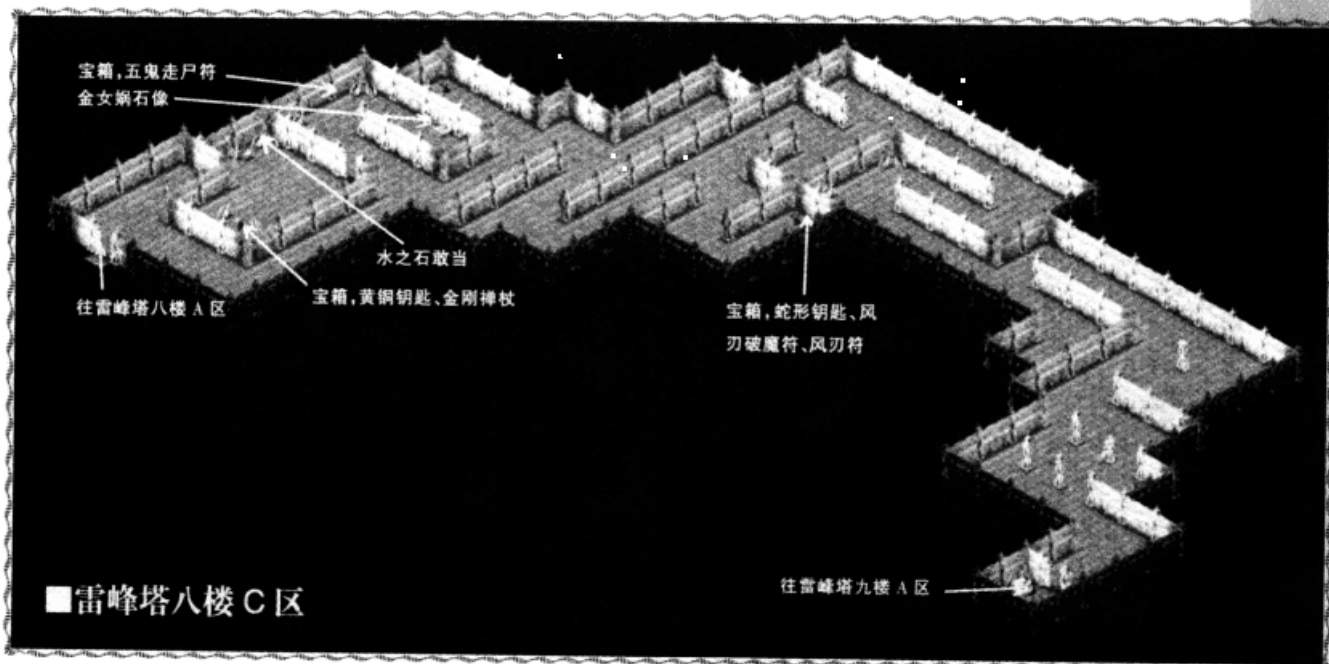 宝箱,五鬼走尸符
金女娲石像
水之石敢当
宝箱,黄铜钥匙、金刚禅杖
往雷峰塔八楼 A 区
宝箱,蛇形钥匙、风
刃破魔符、风刃符
往雷峰塔九楼 A 区
■雷峰塔八楼 C 区